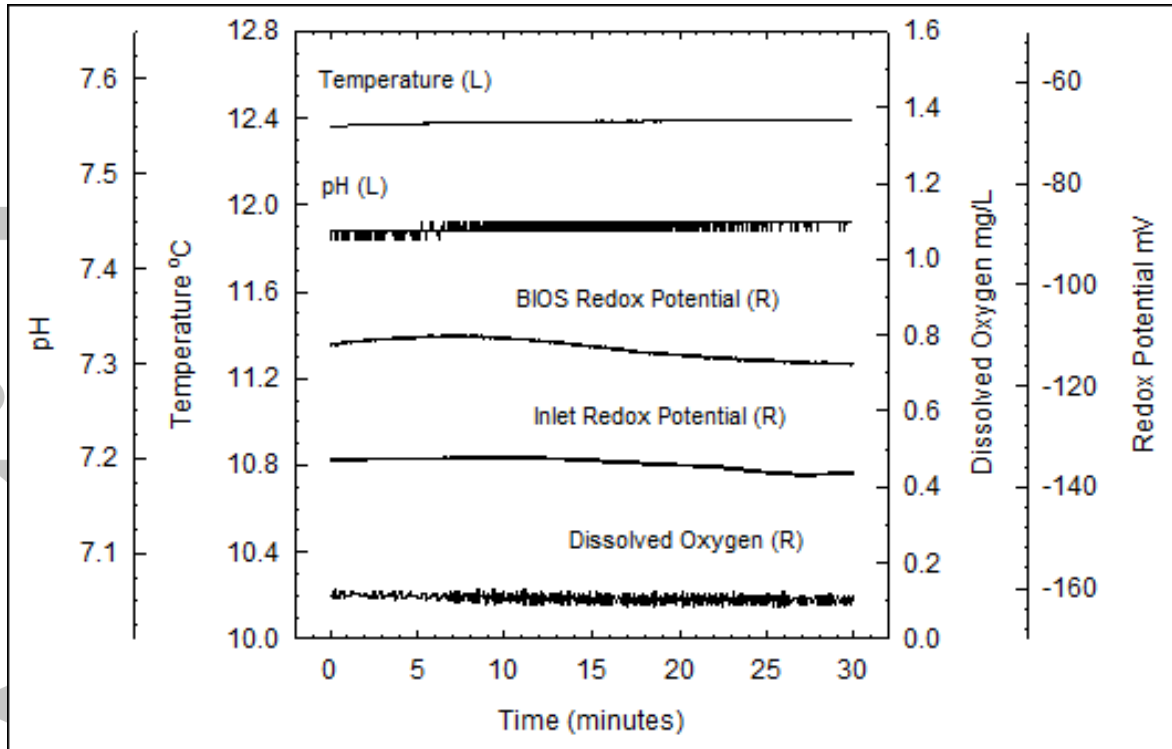 pH
7.6
7.5
7.4
7.3
7.2
7.1
Temperature ºC
12.8
12.4
12.0
11.6
11.2
10.8
10.4
10.0
Temperature (L)
pH (L)
BIOS Redox Potential (R)
Inlet Redox Potential (R)
Dissolved Oxygen (R)
0 5 10 15 20 25 30
Time (minutes)
1.6
1.4
1.2
1.0
0.8
0.6
0.4
0.2
0.0
Dissolved Oxygen mg/L
-60
-80
-100
-120
-140
-160
Redox Potential mV